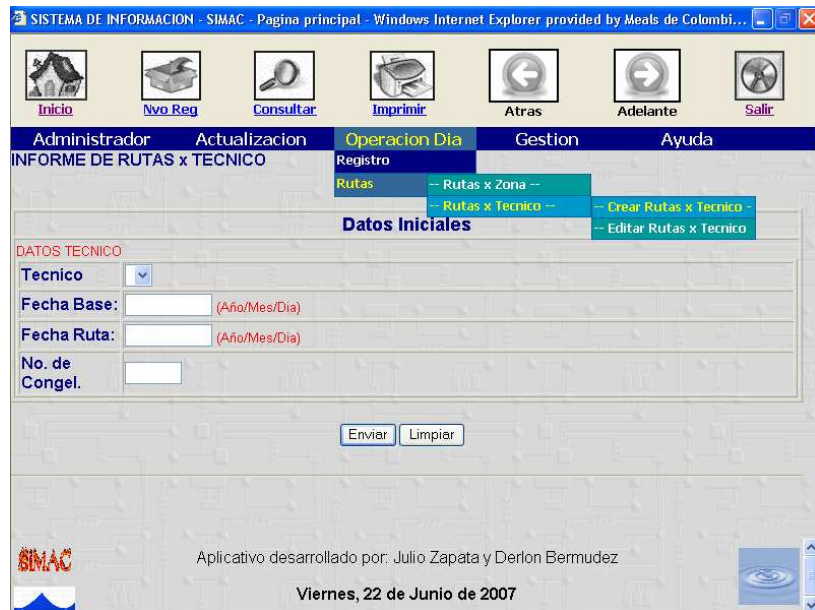 SISTEMA DE INFORMACION - SIMAC - Pagina principal - Windows Internet Explorer provided by Meals de Colombi...
Inicio Nvo Reg Consultar Imprimir Atras Adelante Salir
Administrador Actualizacion Operacion Dia Gestion Ayuda
INFORME DE RUTAS x TECNICO
Registro
Rutas
-- Rutas x Zona --
-- Rutas x Tecnico --
-- Crear Rutas x Tecnico -
-- Editar Rutas x Tecnico
Datos Iniciales
DATOS TECNICO
Tecnico
Fecha Base: (Año/Mes/Dia)
Fecha Ruta: (Año/Mes/Dia)
No. de
Congel.
Enviar Limpiar
SIMAC
Aplicativo desarrollado por: Julio Zapata y Derlon Bermudez
Viernes, 22 de Junio de 2007